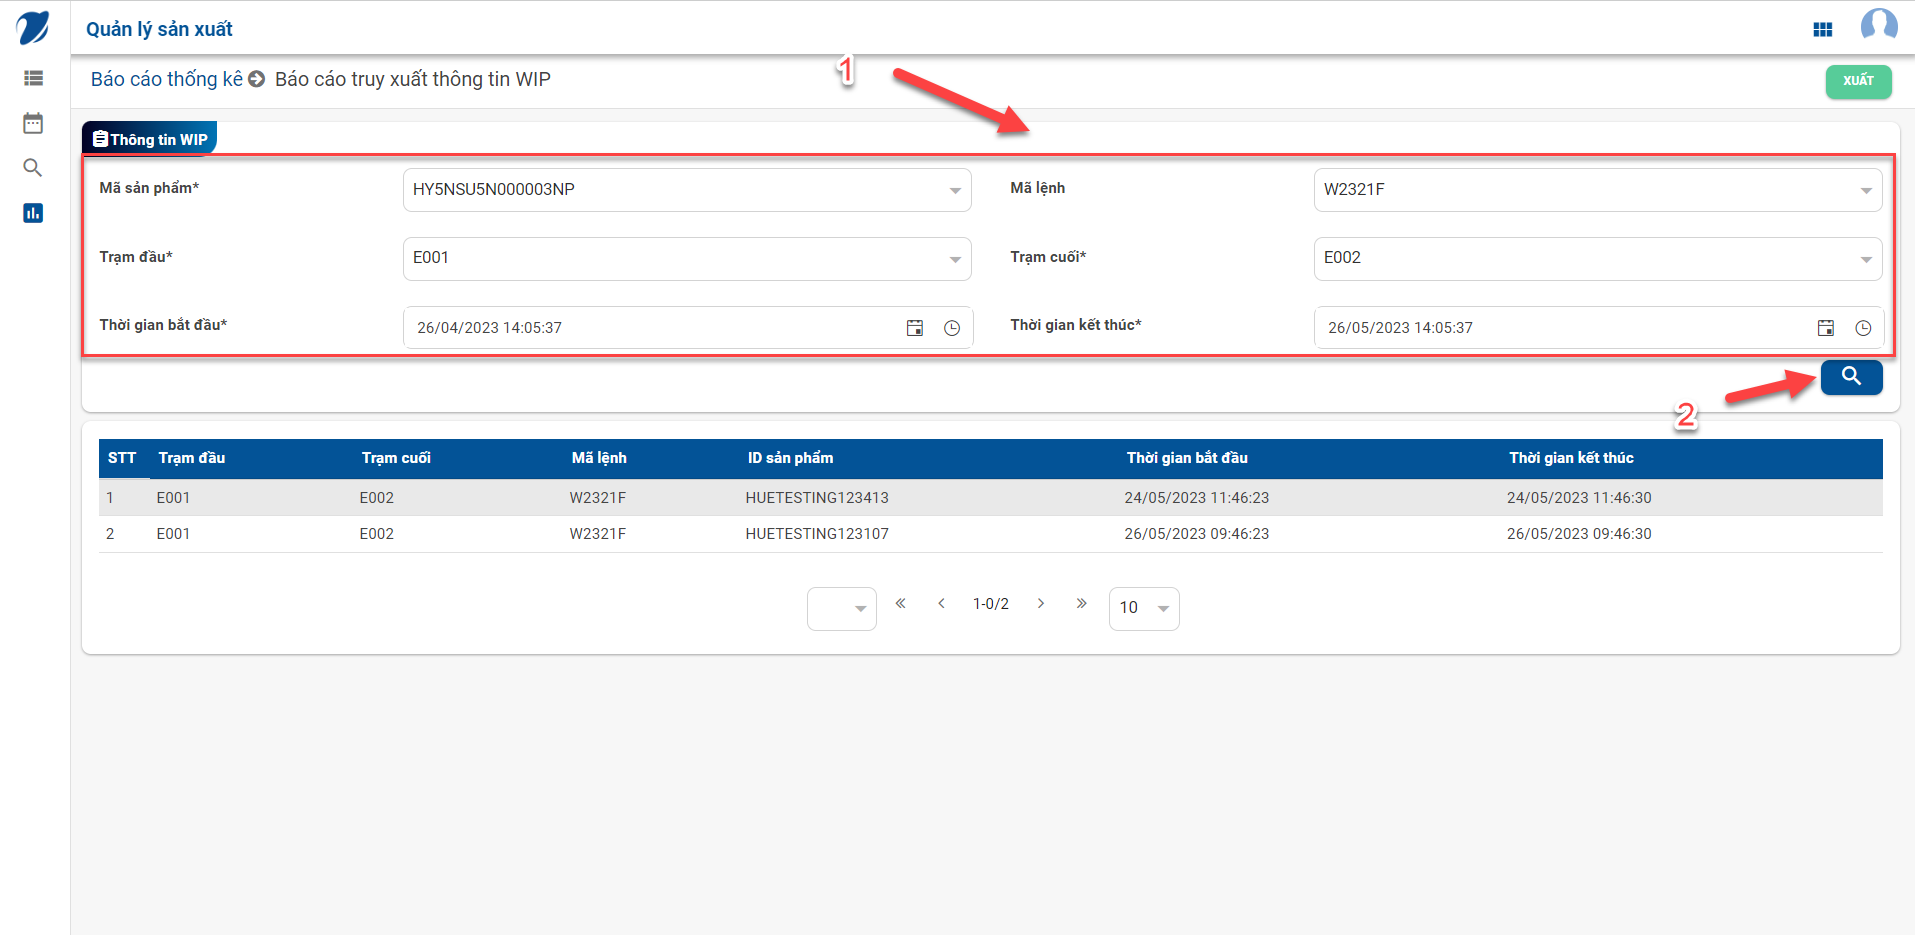 Quản lý sản xuất
Báo cáo thống kê Báo cáo truy xuất thông tin WIP
XUẤT
1
Thông tin WIP
Mã sản phẩm* HY5NSU5N000003NP Mã lệnh W2321F
Trạm đầu* E001 Trạm cuối* E002
Thời gian bắt đầu* 26/04/2023 14:05:37 Thời gian kết thúc* 26/05/2023 14:05:37
2
STT Trạm đầu Trạm cuối Mã lệnh ID sản phẩm Thời gian bắt đầu Thời gian kết thúc
1 E001 E002 W2321F HUETESTING123413 24/05/2023 11:46:23 24/05/2023 11:46:30
2 E001 E002 W2321F HUETESTING123107 26/05/2023 09:46:23 26/05/2023 09:46:30
1-0/2 10